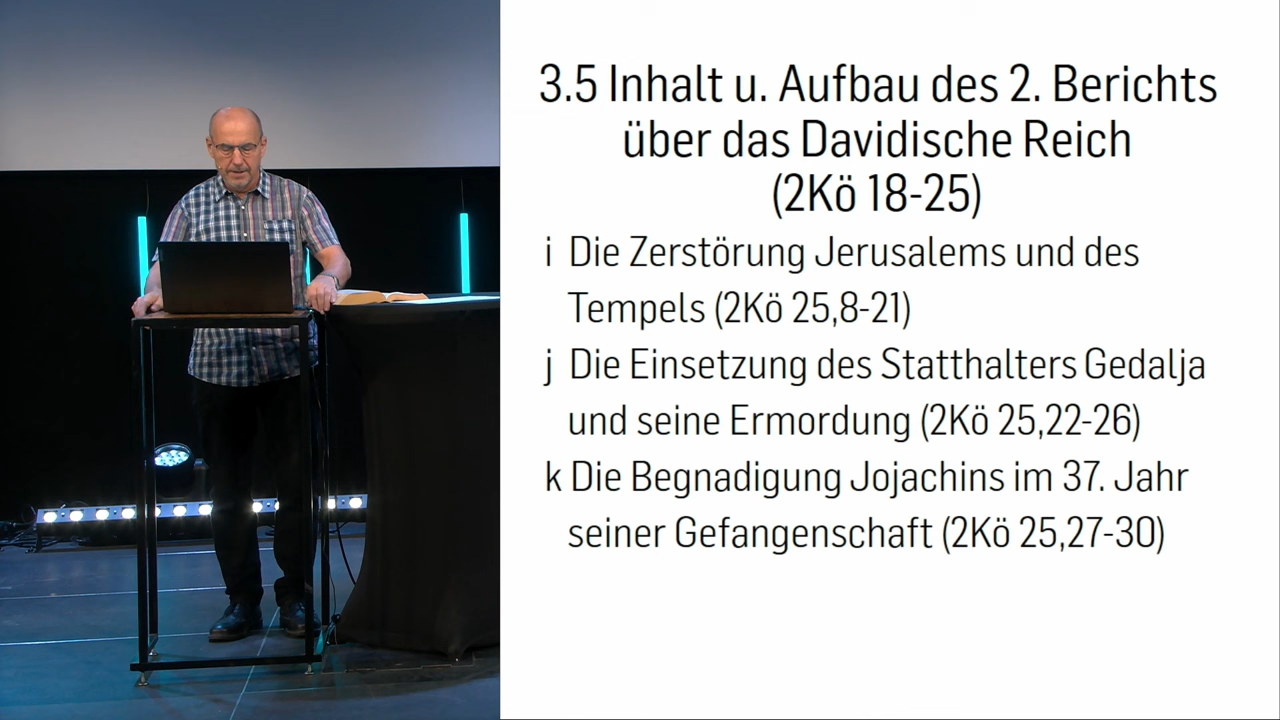 3.5 Inhalt u. Aufbau des 2. Berichts
über das Davidische Reich
(2Kö 18-25)
i Die Zerstörung Jerusalems und des
Tempels (2Kö 25,8-21)
j Die Einsetzung des Statthalters Gedalja
und seine Ermordung (2Kö 25,22-26)
k Die Begnadigung Jojachins im 37. Jahr
seiner Gefangenschaft (2Kö 25,27-30)